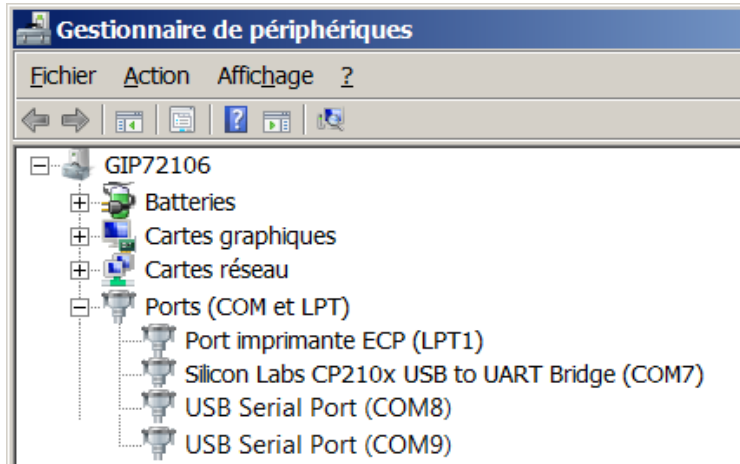 Gestionnaire de périphériques
Fichier Action Affichage ?
GIP72106
Batteries
Cartes graphiques
Cartes réseau
Ports (COM et LPT)
Port imprimante ECP (LPT1)
Silicon Labs CP210x USB to UART Bridge (COM7)
USB Serial Port (COM8)
USB Serial Port (COM9)